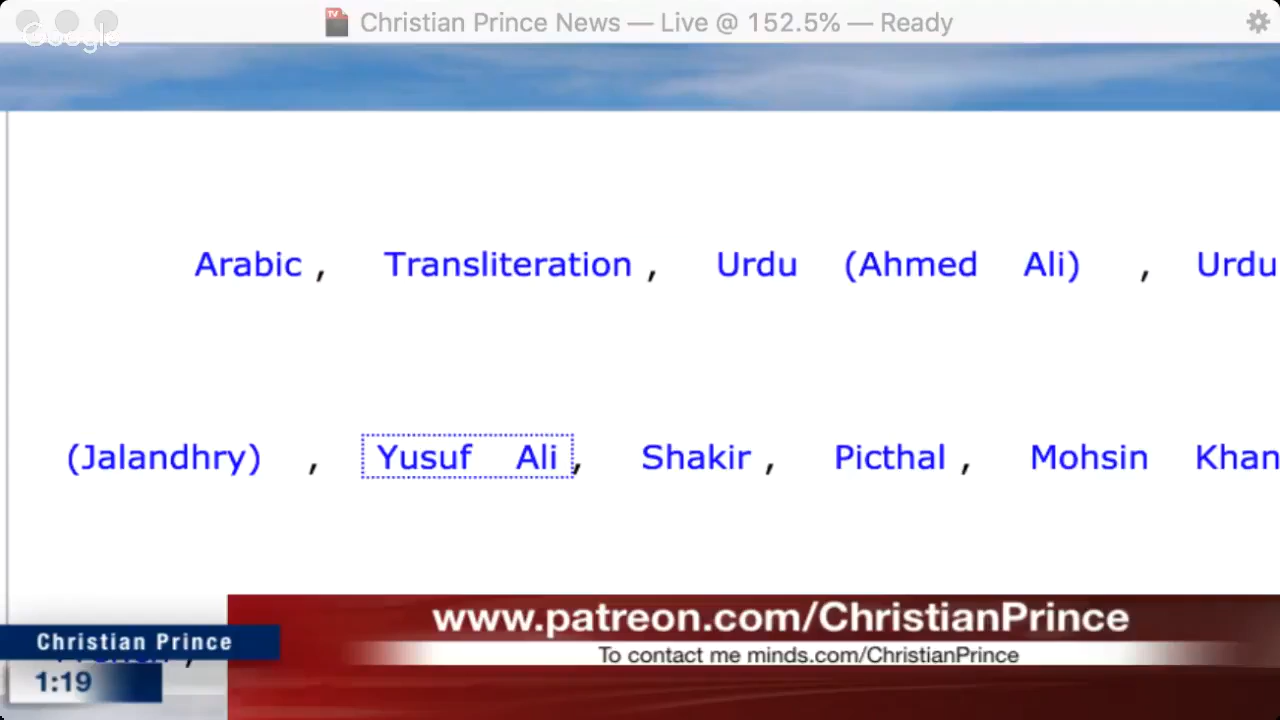 Christian Prince News — Live @ 152.5% — Ready
Google
Arabic , Transliteration , Urdu (Ahmed Ali) , Urdu
(Jalandhry) , Yusuf Ali , Shakir , Picthal , Mohsin Khan
www.patreon.com/ChristianPrince
Christian Prince
To contact me minds.com/ChristianPrince
1:19